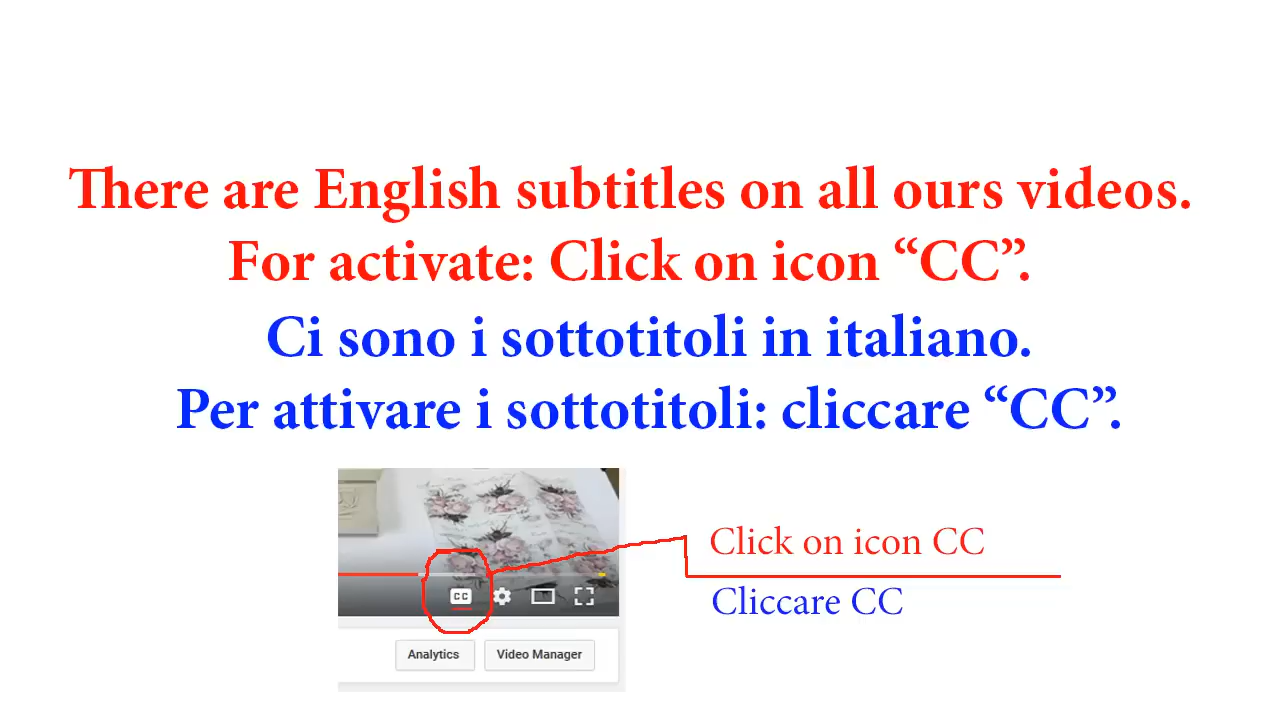 There are English subtitles on all ours videos.
For activate: Click on icon “CC”.
Ci sono i sottotitoli in italiano.
Per attivare i sottotitoli: cliccare “CC”.
Click on icon CC
Cliccare CC
CC
Analytics
Video Manager